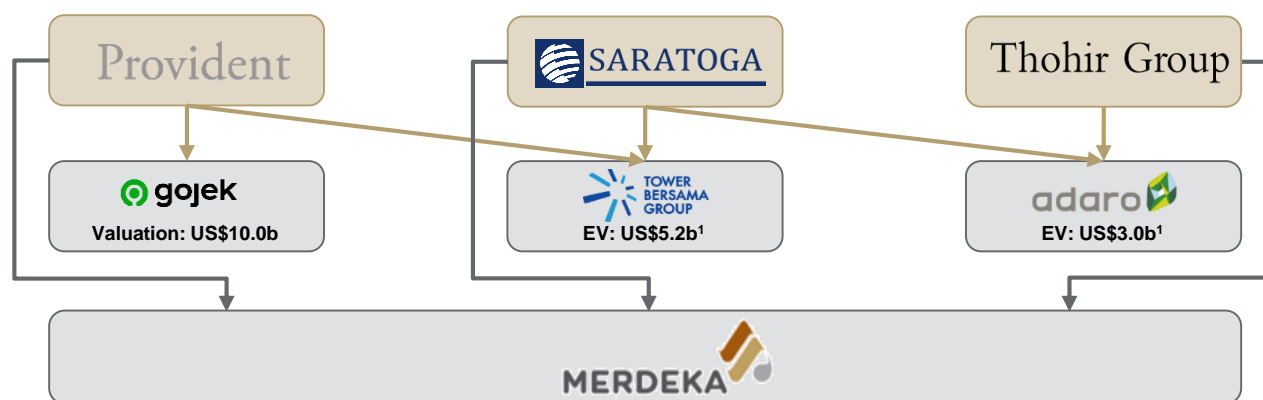 Provident
SARATOGA
Thohir Group
gojek
Valuation: US$10.0b
TOWER
BERSAMA
GROUP
EV: US$5.2b¹
adaro
EV: US$3.0b¹
MERDEKA